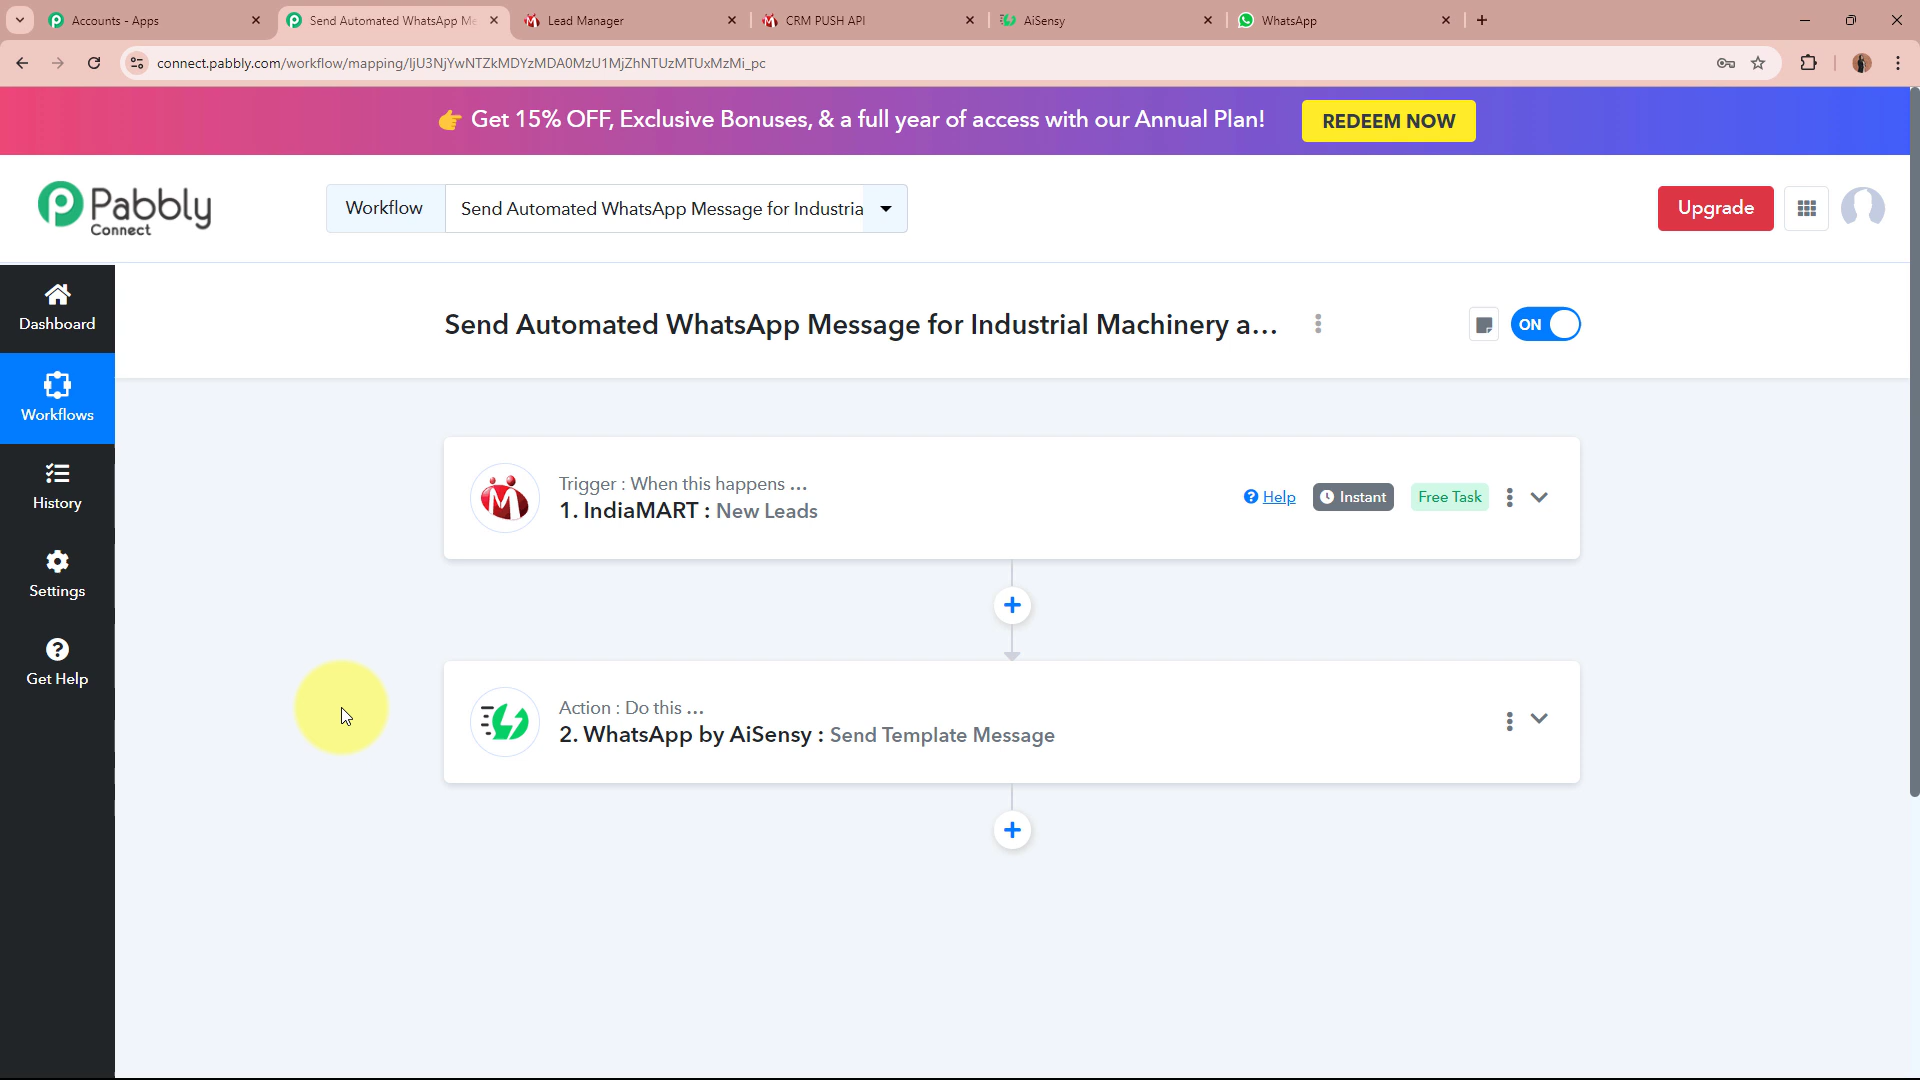 Accounts - Apps
Send Automated WhatsApp Me
Lead Manager
CRM PUSH API
AiSensy
WhatsApp
connect.pabbly.com/workflow/mapping/IjU3NjYwNTZkMDYzMDA0MzU1MjZhNTUzMTUxMzMi_pc
👉 Get 15% OFF, Exclusive Bonuses, & a full year of access with our Annual Plan!
REDEEM NOW
Pabbly
Connect
Workflow
Send Automated WhatsApp Message for Industria
Upgrade
Dashboard
Workflows
History
Settings
Get Help
Send Automated WhatsApp Message for Industrial Machinery a...
ON
Trigger : When this happens ...
1. IndiaMART : New Leads
Help
Instant
Free Task
Action : Do this ...
2. WhatsApp by AiSensy : Send Template Message